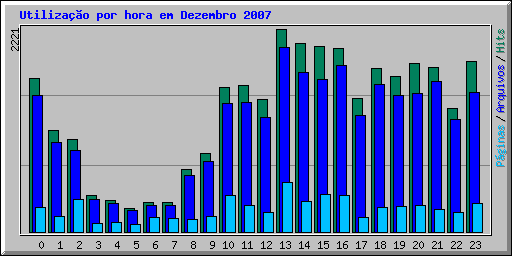 Utilização por hora em Dezembro 2007
2221
Páginas / Arquivos / Hits
0 1 2 3 4 5 6 7 8 9 10 11 12 13 14 15 16 17 18 19 20 21 22 23